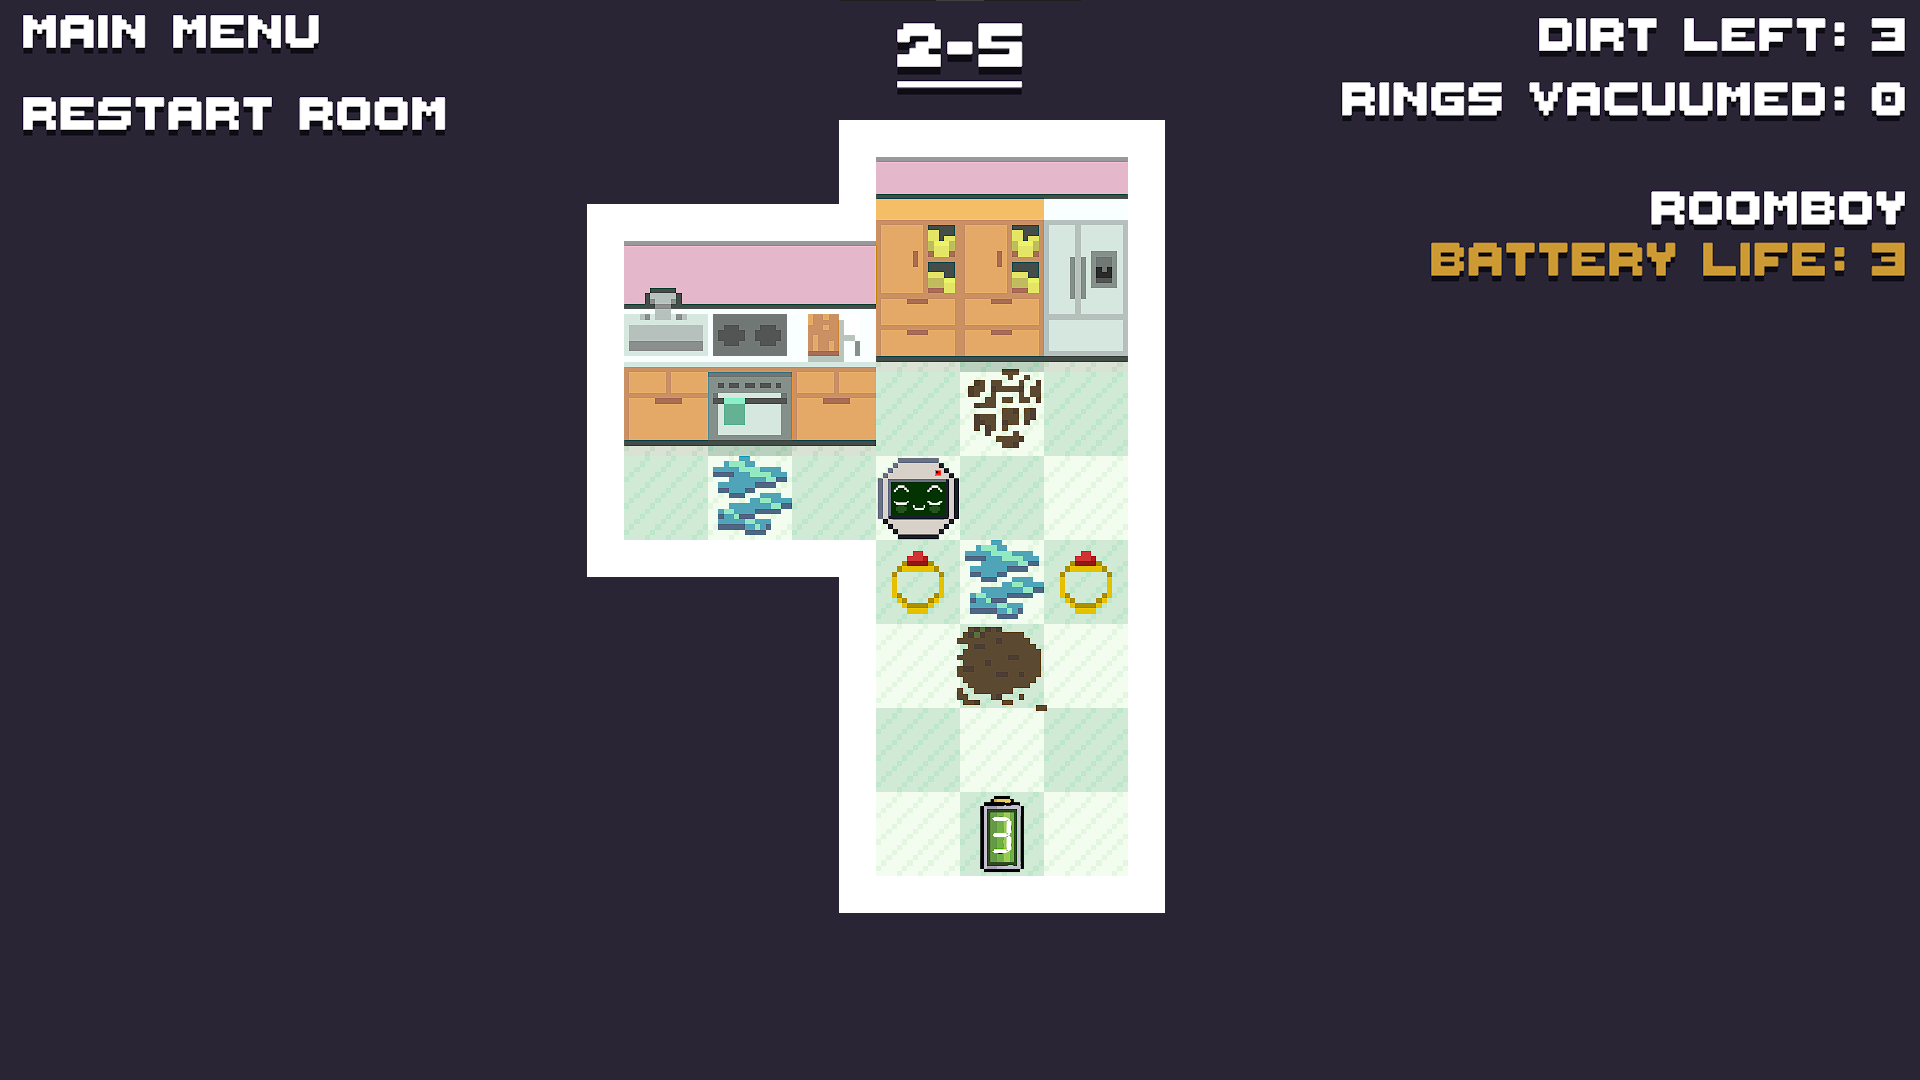 MAIN MENU
RESTART ROOM
2-5
DIRT LEFT: 3
RINGS VACUUMED: 0
ROOMBOY
BATTERY LIFE: 3
3